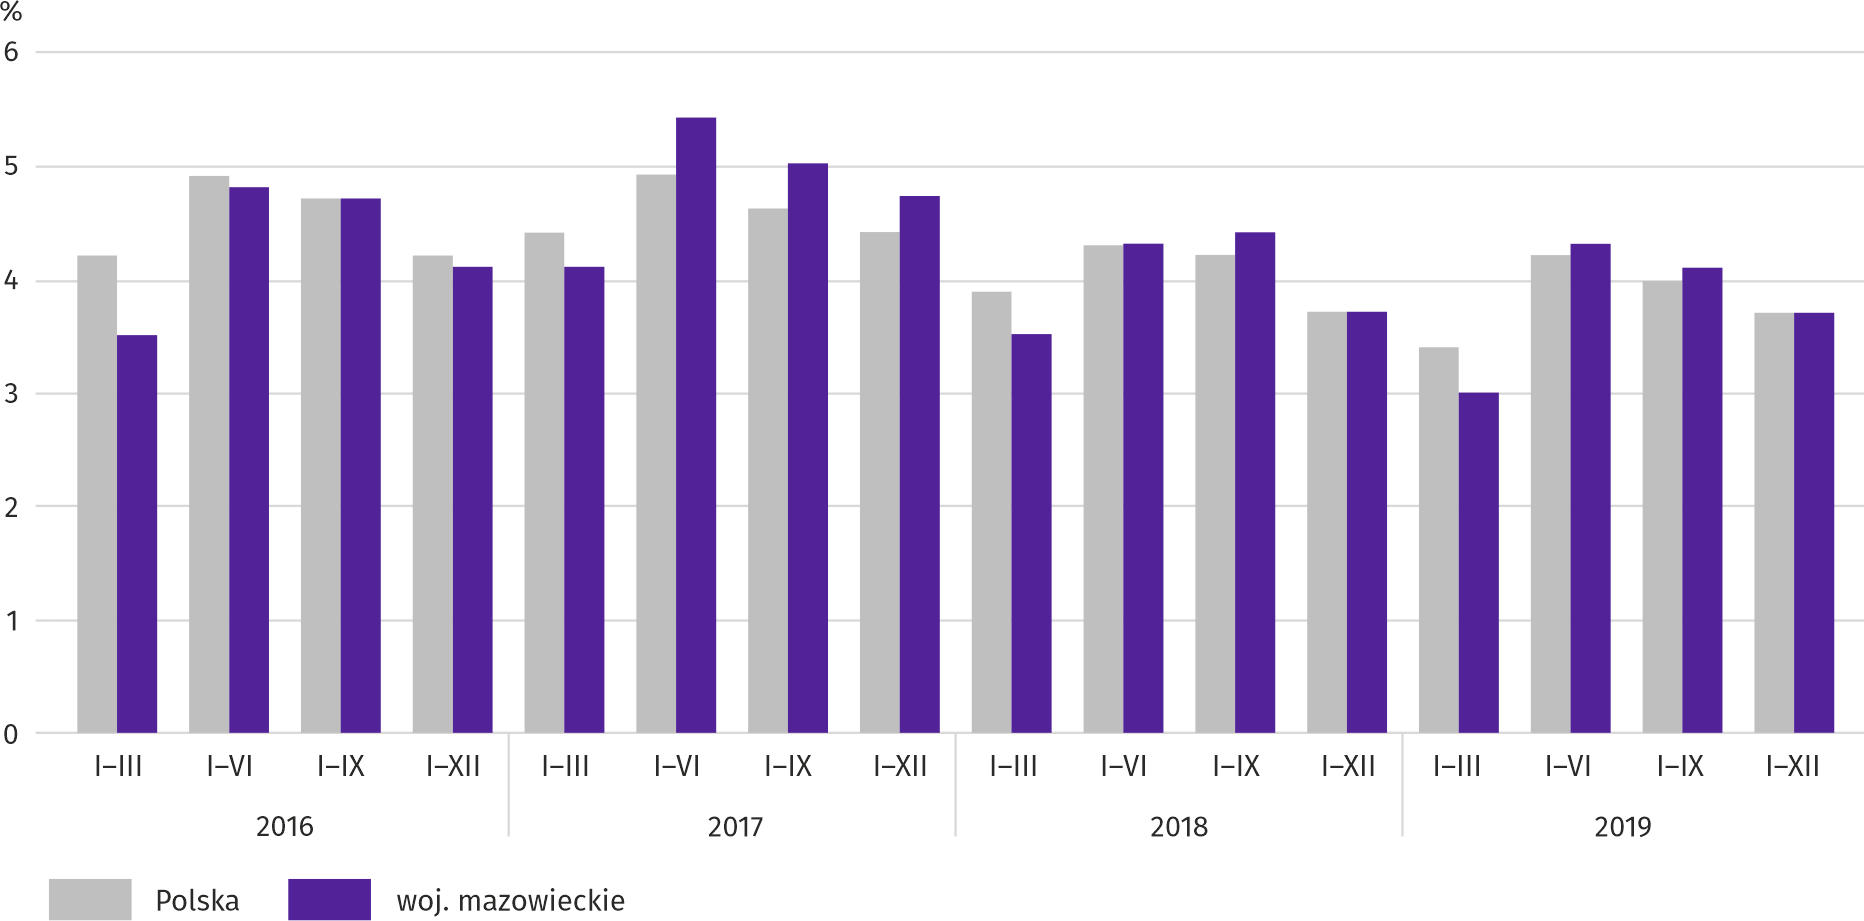 %
6
5
4
3
2
1
0
I–III I–VI I–IX I–XII I–III I–VI I–IX I–XII I–III I–VI I–IX I–XII I–III I–VI I–IX I–XII
2016 2017 2018 2019
Polska woj. mazowieckie